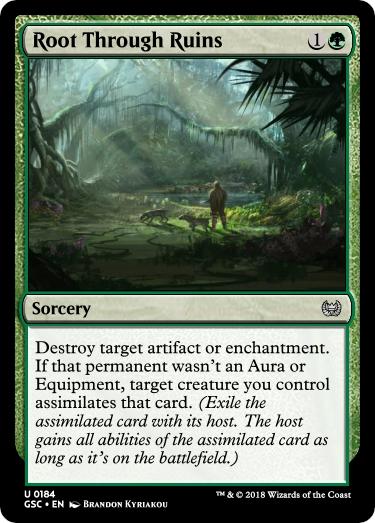 Root Through Ruins 1
Sorcery
Destroy target artifact or enchantment.
If that permanent wasn't an Aura or
Equipment, target creature you control
assimilates that card. (Exile the
assimilated card with its host. The host
gains all abilities of the assimilated card as
long as it's on the battlefield.)
U 0184
GSC • EN BRANDON KYRIAKOU
™ & © 2018 Wizards of the Coast